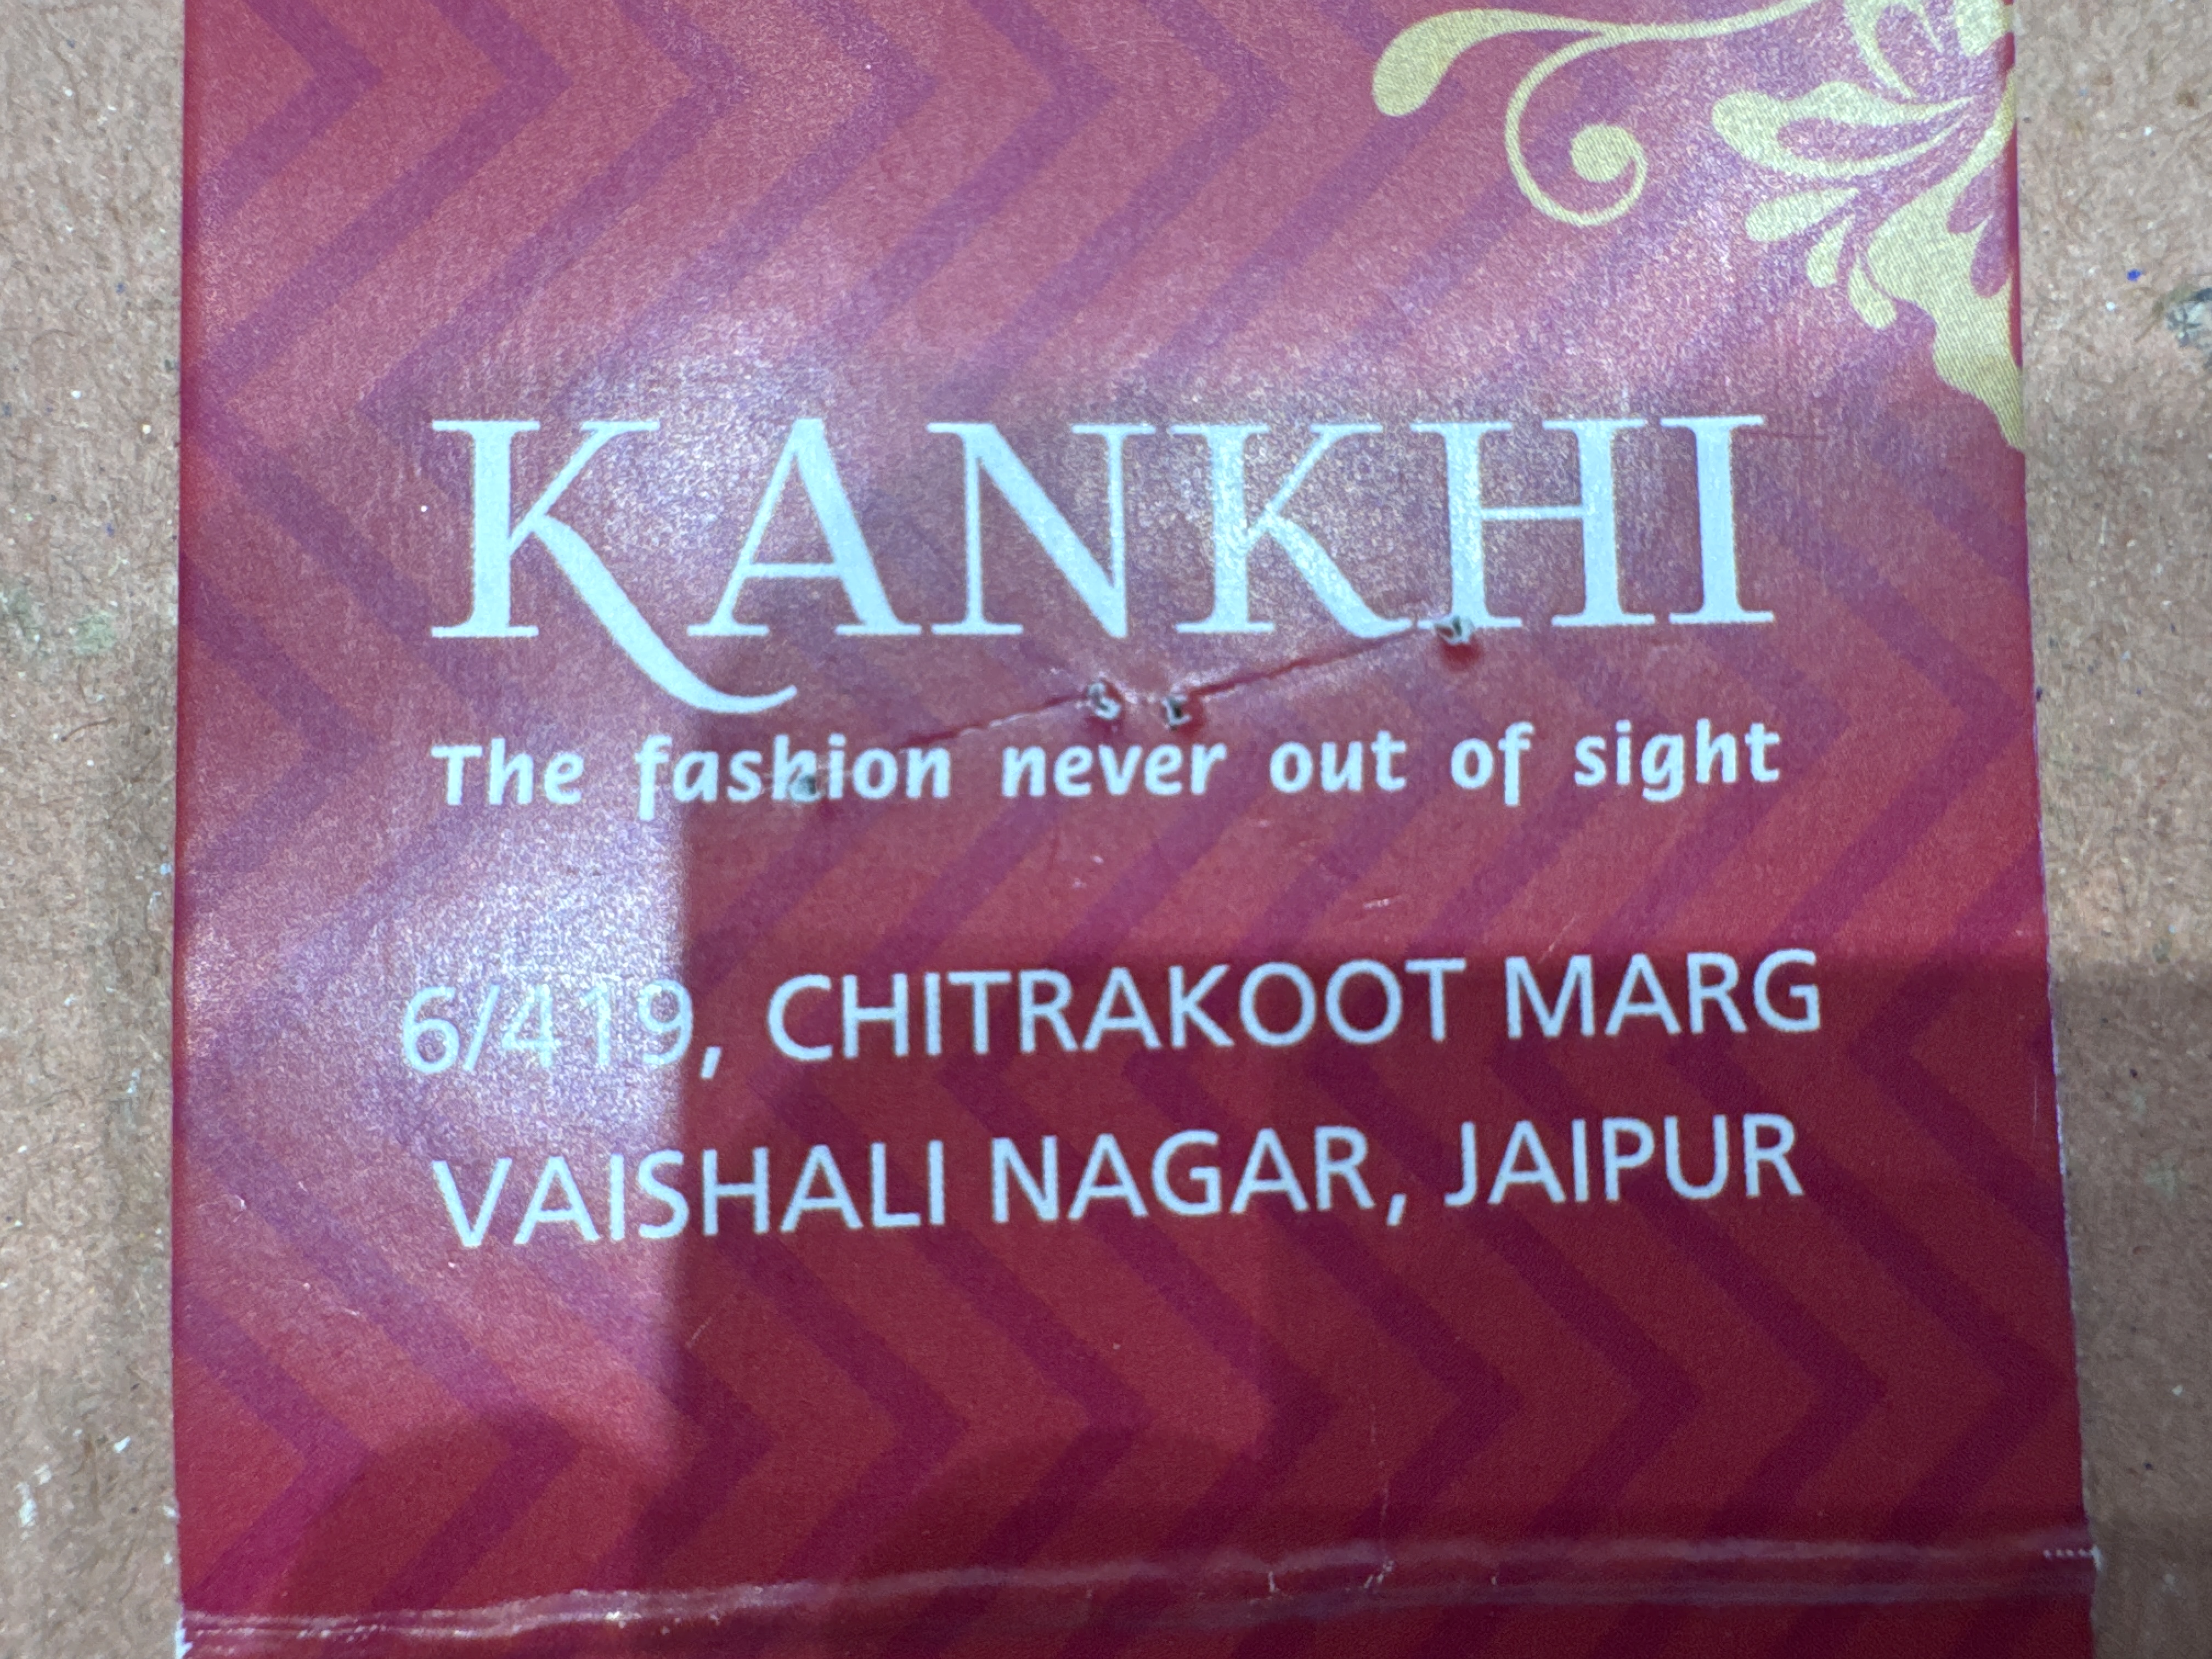 KANKHI
The fashion never out of sight
6/419, CHITRAKOOT MARG
VAISHALI NAGAR, JAIPUR